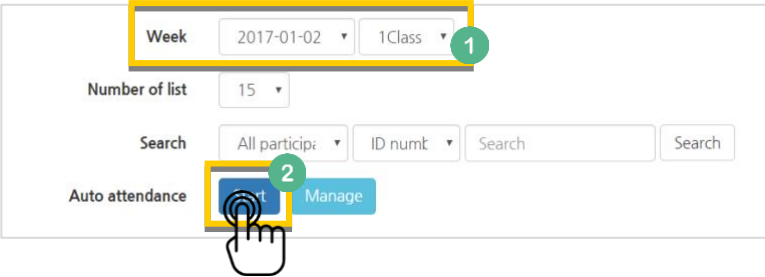 Week 2017-01-02 1Class 1
Number of list 15
Search All participa ID numb Search Search
2
Auto attendance Start Manage